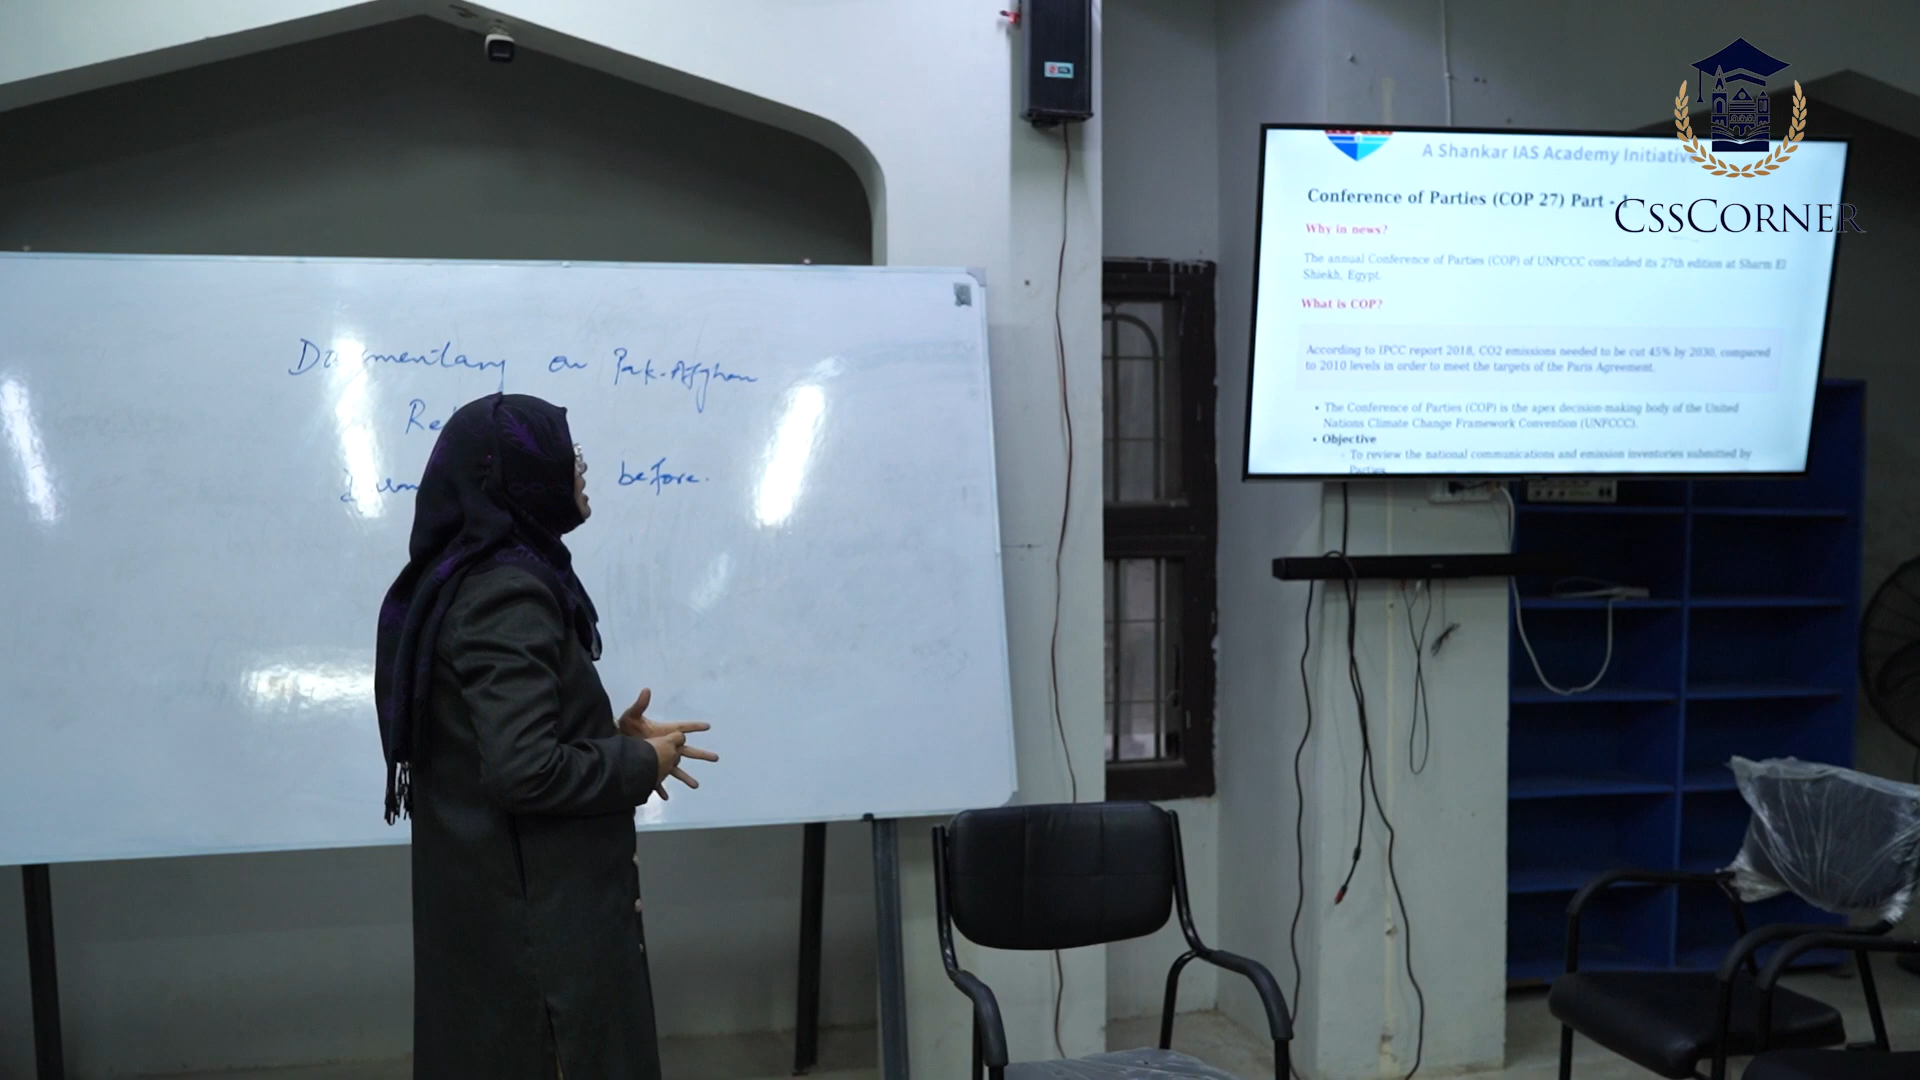 Documentary on Pak-Afghan
Re
before.
A Shankar IAS Academy Initiative
Conference of Parties (COP 27) Part - I
Why in news?
The annual Conference of Parties (COP) of UNFCCC concluded its 27th edition at Sharm El
Shiekh, Egypt.
What is COP?
According to IPCC report 2018, CO2 emissions needed to be cut 45% by 2030, compared
to 2010 levels in order to meet the targets of the Paris Agreement.
• The Conference of Parties (COP) is the apex decision-making body of the United
Nations Climate Change Framework Convention (UNFCCC).
• Objective
◦ To review the national communications and emission inventories submitted by
Parties
CSSCORNER